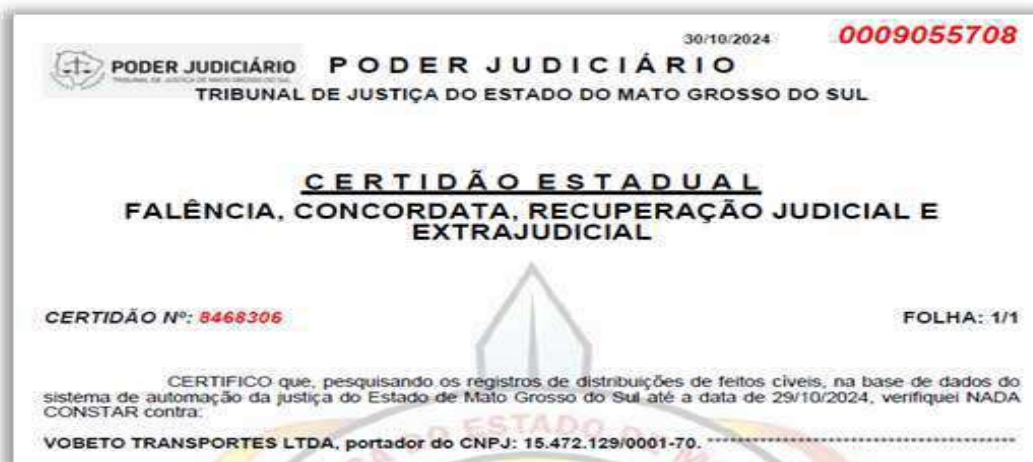 30/10/2024 0009055708
PODER JUDICIÁRIO PODER JUDICIÁRIO
TRIBUNAL DE JUSTIÇA DO ESTADO DO MATO GROSSO DO SUL
CERTIDÃO ESTADUAL
FALÊNCIA, CONCORDATA, RECUPERAÇÃO JUDICIAL E
EXTRAJUDICIAL
CERTIDÃO Nº: 8468306 FOLHA: 1/1
CERTIFICO que, pesquisando os registros de distribuições de feitos cíveis, na base de dados do
sistema de automação da justiça do Estado de Mato Grosso do Sul até a data de 29/10/2024, verifiquei NADA
CONSTAR contra:
VOBETO TRANSPORTES LTDA, portador do CNPJ: 15.472.129/0001-70. ******************************************
DO ESTADO